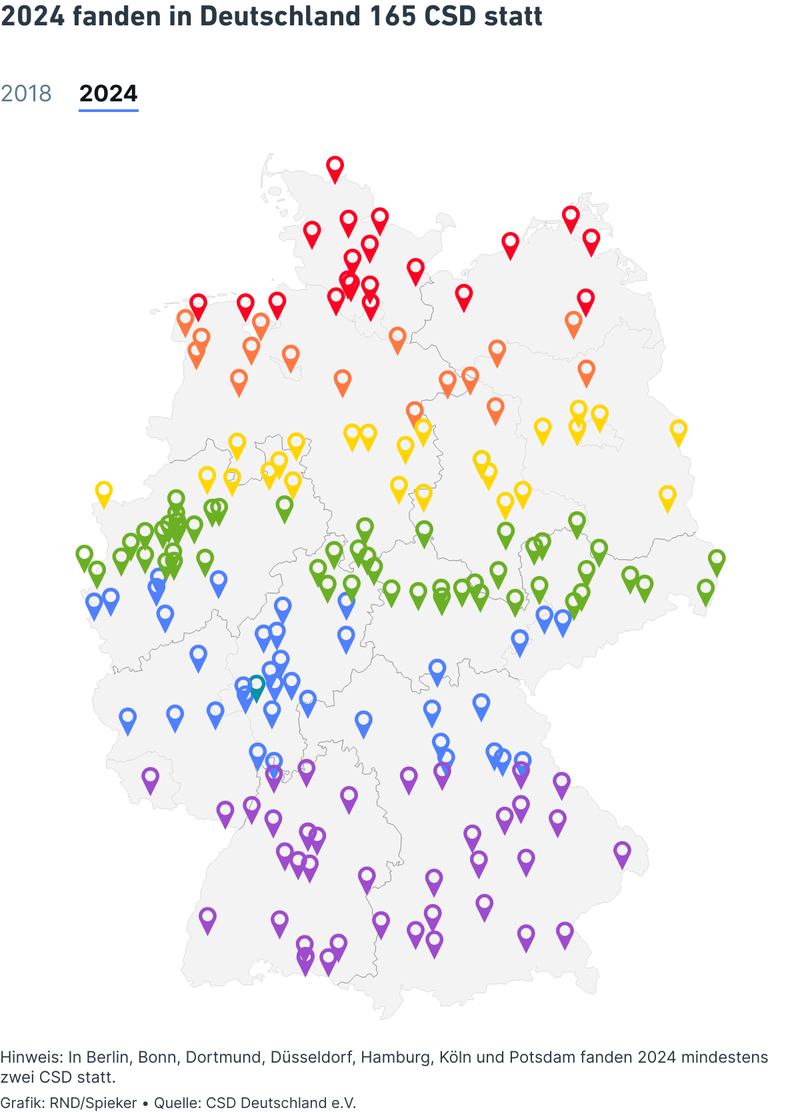 2024 fanden in Deutschland 165 CSD statt
2018 2024
Hinweis: In Berlin, Bonn, Dortmund, Düsseldorf, Hamburg, Köln und Potsdam fanden 2024 mindestens
zwei CSD statt.
Grafik: RND/Spieker • Quelle: CSD Deutschland e.V.